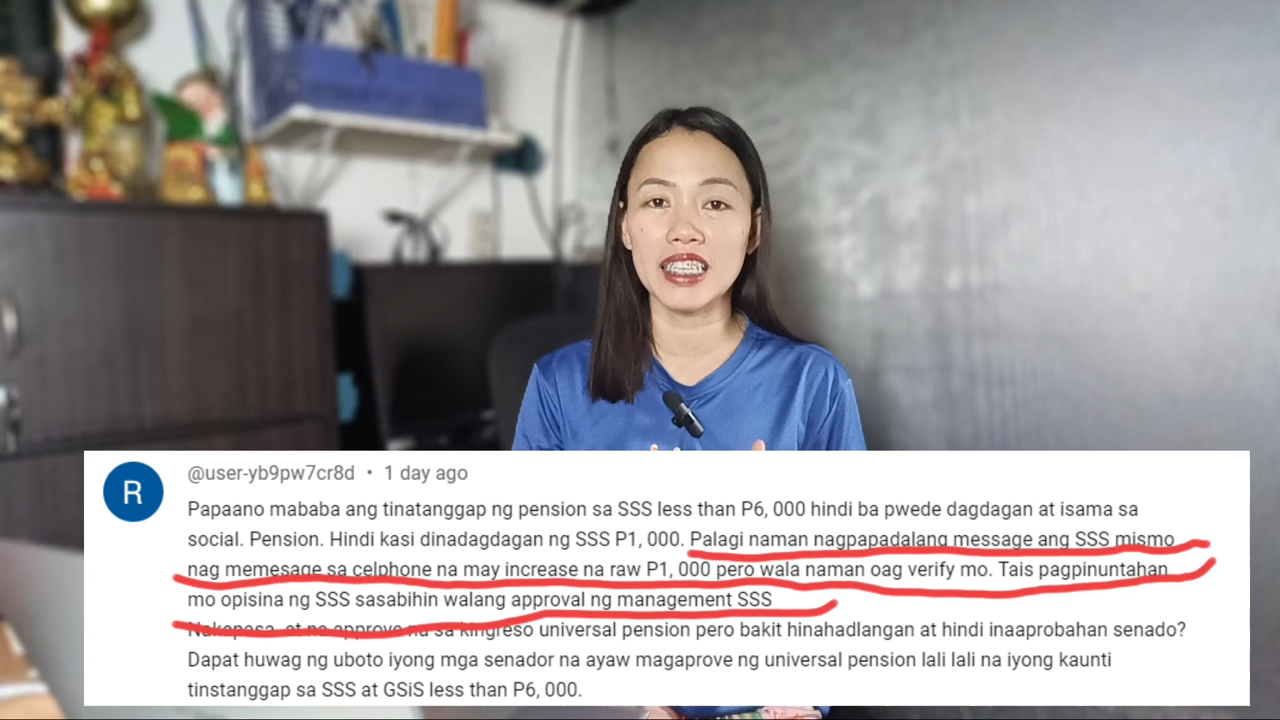 R
@user-yb9pw7cr8d • 1 day ago
Papaano mababa ang tinatanggap ng pension sa SSS less than P6, 000 hindi ba pwede dagdagan at isama sa
social. Pension. Hindi kasi dinadagdagan ng SSS P1, 000. Palagi naman nagpapadalang message ang SSS mismo
nag memesage sa celphone na may increase na raw P1, 000 pero wala naman oag verify mo. Tais pagpinuntahan
mo opisina ng SSS sasabihin walang approval ng management SSS
Nakapasa, at na approve na sa kingreso universal pension pero bakit hinahadlangan at hindi inaaprobahan senado?
Dapat huwag ng uboto iyong mga senador na ayaw magaprove ng universal pension lali lali na iyong kaunti
tinstanggap sa SSS at GSiS less than P6, 000.